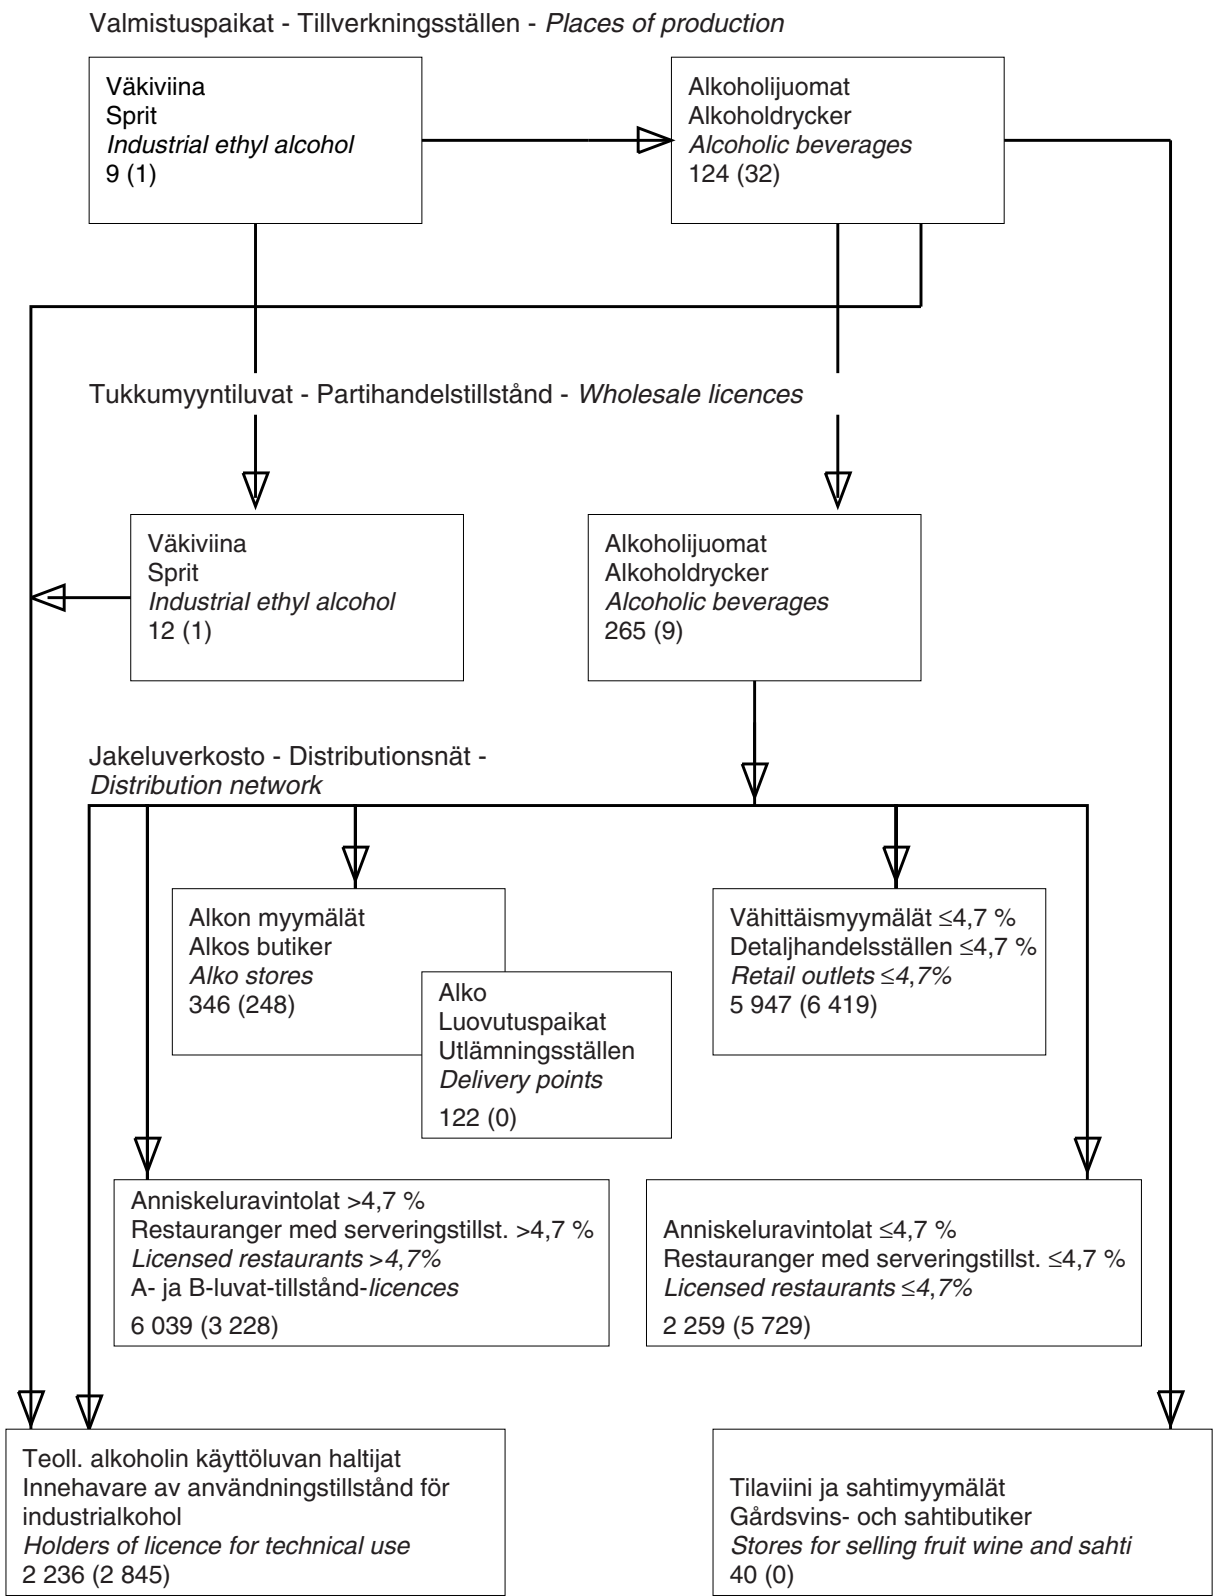 Valmistuspaikat - Tillverkningsställen - Places of production
Väkiviina
Sprit
Industrial ethyl alcohol
9 (1)
Alkoholijuomat
Alkoholdrycker
Alcoholic beverages
124 (32)
Tukkumyyntiluvat - Partihandelstillstånd - Wholesale licences
Väkiviina
Sprit
Industrial ethyl alcohol
12 (1)
Alkoholijuomat
Alkoholdrycker
Alcoholic beverages
265 (9)
Jakeluverkosto - Distributionsnät -
Distribution network
Alkon myymälät
Alkos butiker
Alko stores
346 (248)
Alko
Luovutuspaikat
Utlämningsställen
Delivery points
122 (0)
Vähittäismyymälät ≤4,7 %
Detaljhandelsställen ≤4,7 %
Retail outlets ≤4,7%
5 947 (6 419)
Anniskeluravintolat >4,7 %
Restauranger med serveringstillst. >4,7 %
Licensed restaurants >4,7%
A- ja B-luvat-tillstånd-licences
6 039 (3 228)
Anniskeluravintolat ≤4,7 %
Restauranger med serveringstillst. ≤4,7 %
Licensed restaurants ≤4,7%
2 259 (5 729)
Teoll. alkoholin käyttöluvan haltijat
Innehavare av användningstillstånd för
industrialkohol
Holders of licence for technical use
2 236 (2 845)
Tilaviini ja sahtimyymälät
Gårdsvins- och sahtibutiker
Stores for selling fruit wine and sahti
40 (0)